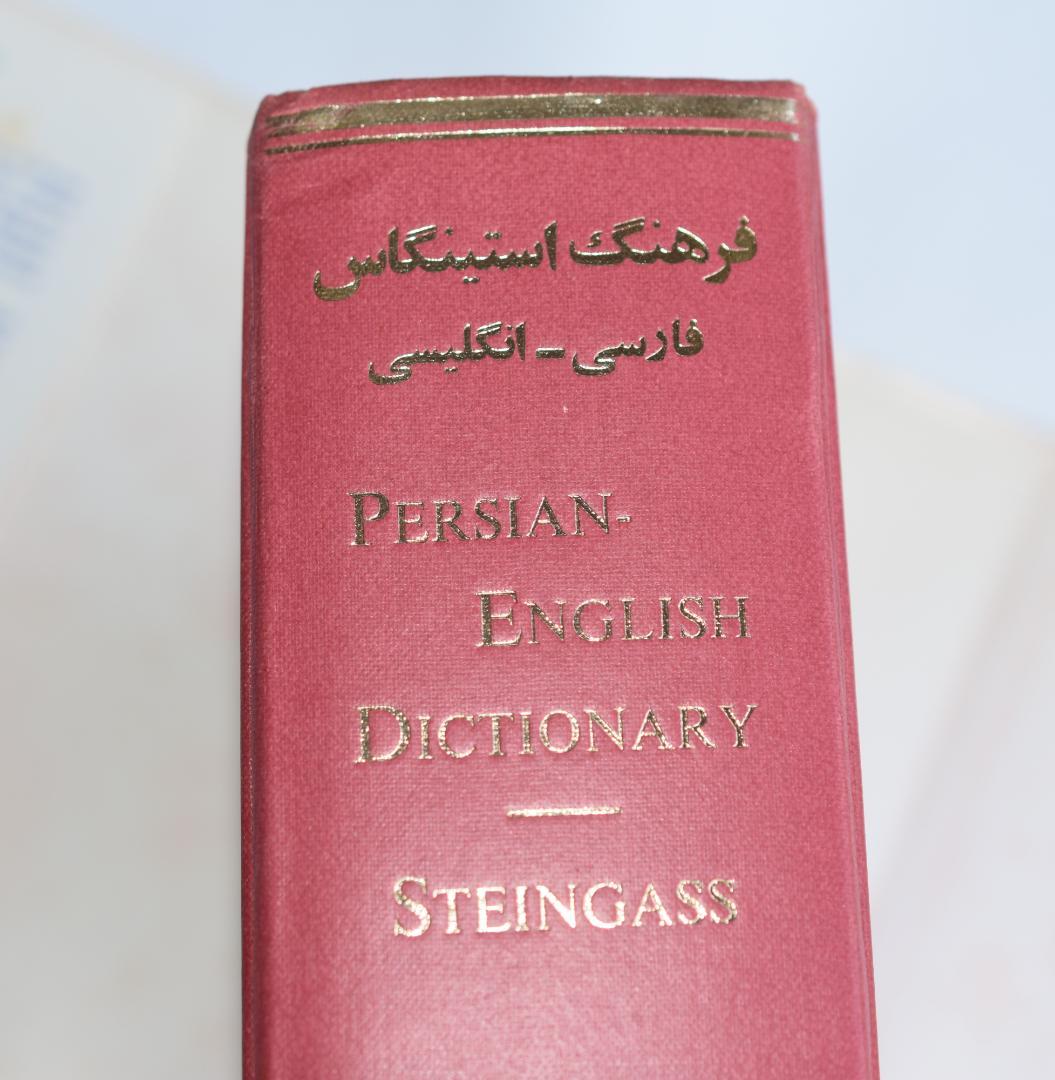 فرهنگ استینگاس
فارسی - انگلیسی
PERSIAN-
ENGLISH
DICTIONARY
STEINGASS